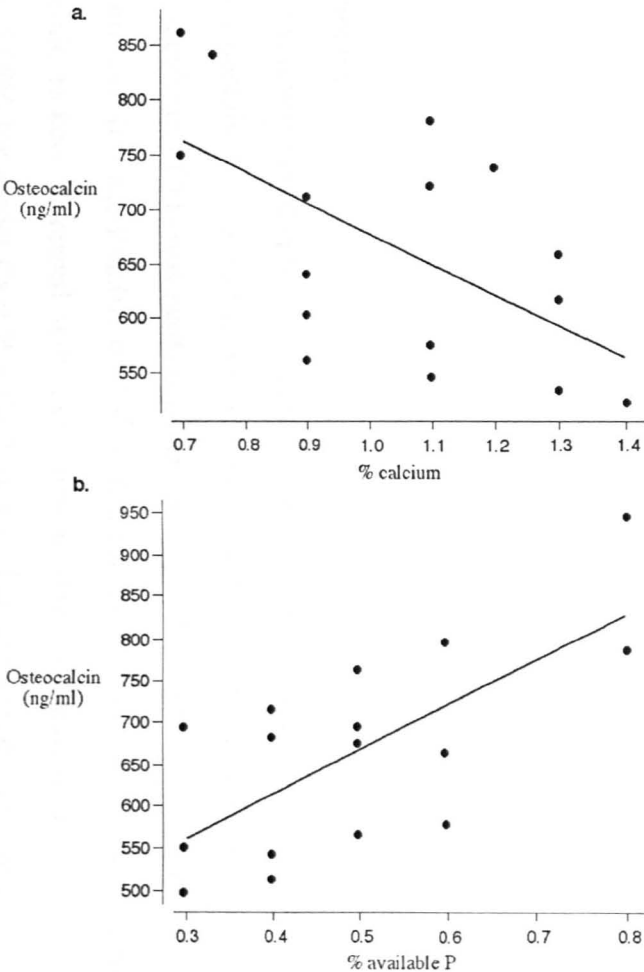 a.
850
800
750
Osteocalcin
(ng/ml)
700
650
600
550
0.7 0.8 0.9 1.0 1.1 1.2 1.3 1.4
% calcium
b.
950
900
850
800
Osteocalcin
(ng/ml)
750
700
650
600
550
500
0.3 0.4 0.5 0.6 0.7 0.8
% available P